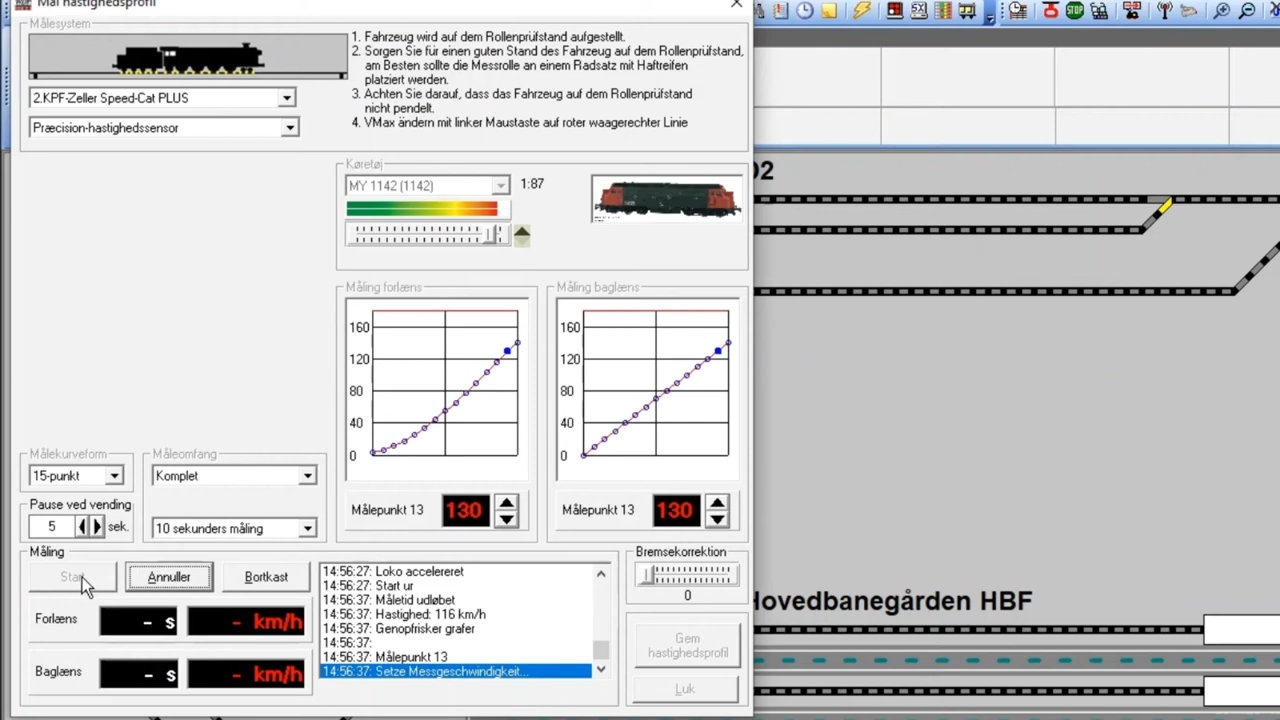 Mål hastighedsprofil
Målesystem
2.KPF-Zeller Speed-Cat PLUS
Præcision-hastighedssensor
1. Fahrzeug wird auf dem Rollenprüfstand aufgestellt.
2. Sorgen Sie für einen guten Stand des Fahrzeug auf dem Rollenprüfstand,
am Besten sollte die Messrolle an einem Radsatz mit Haftreifen
platziert werden.
3. Achten Sie darauf, dass das Fahrzeug auf dem Rollenprüfstand
nicht pendelt.
4. VMax ändern mit linker Maustaste auf roter waagerechter Linie
Køretøj
MY 1142 (1142)
1:87
Måling forlæns
160
120
80
40
0
Målepunkt 13
130
Måling baglæns
160
120
80
40
0
Målepunkt 13
130
Målekurveform
15-punkt
Måleomfang
Komplet
Pause ved vending
5
sek.
10 sekunders måling
Måling
Start
Annuller
Bortkast
Forlæns
- s
- km/h
Baglæns
- s
- km/h
14:56:27: Loko accelereret
14:56:27: Start ur
14:56:37: Måletid udløbet
14:56:37: Hastighed: 116 km/h
14:56:37: Genopfrisker grafer
14:56:37:
14:56:37: Målepunkt 13
14:56:37: Setze Messgeschwindigkeit...
Bremsekorrektion
0
Gem
hastighedsprofil
Luk
STOP
SX
Hovedbanegården HBF